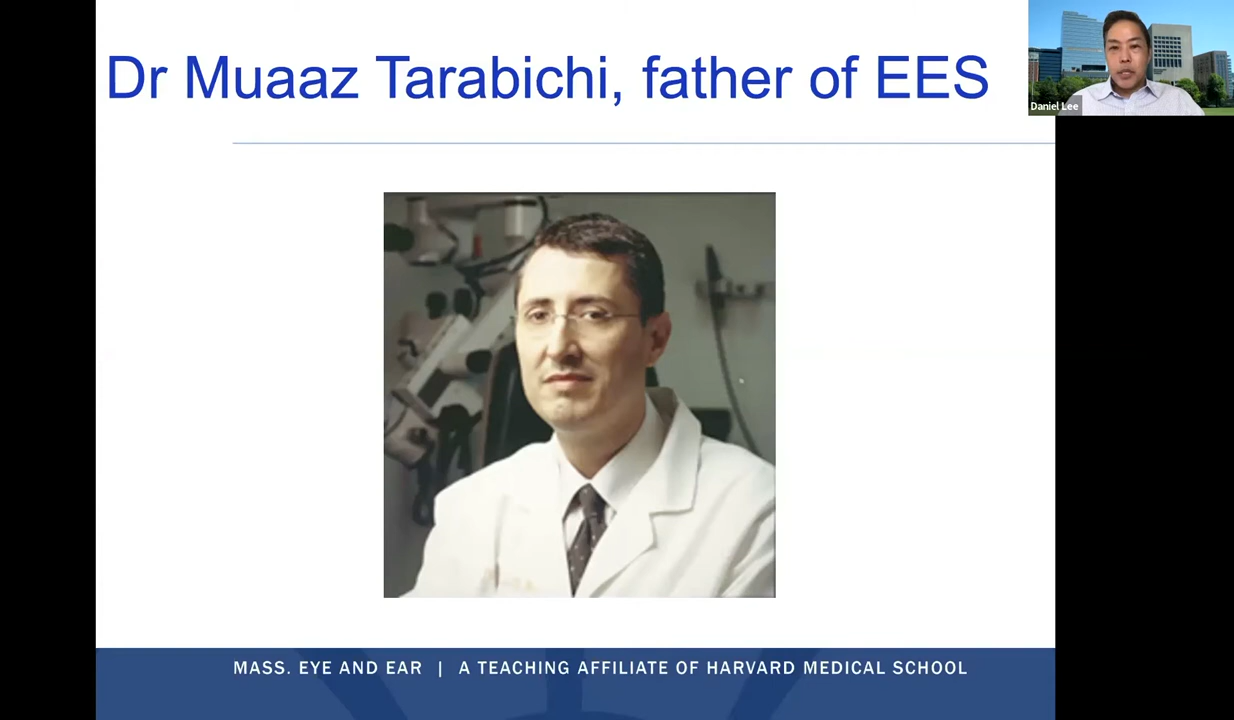 Dr Muaaz Tarabichi, father of EES
Daniel Lee
MASS. EYE AND EAR | A TEACHING AFFILIATE OF HARVARD MEDICAL SCHOOL